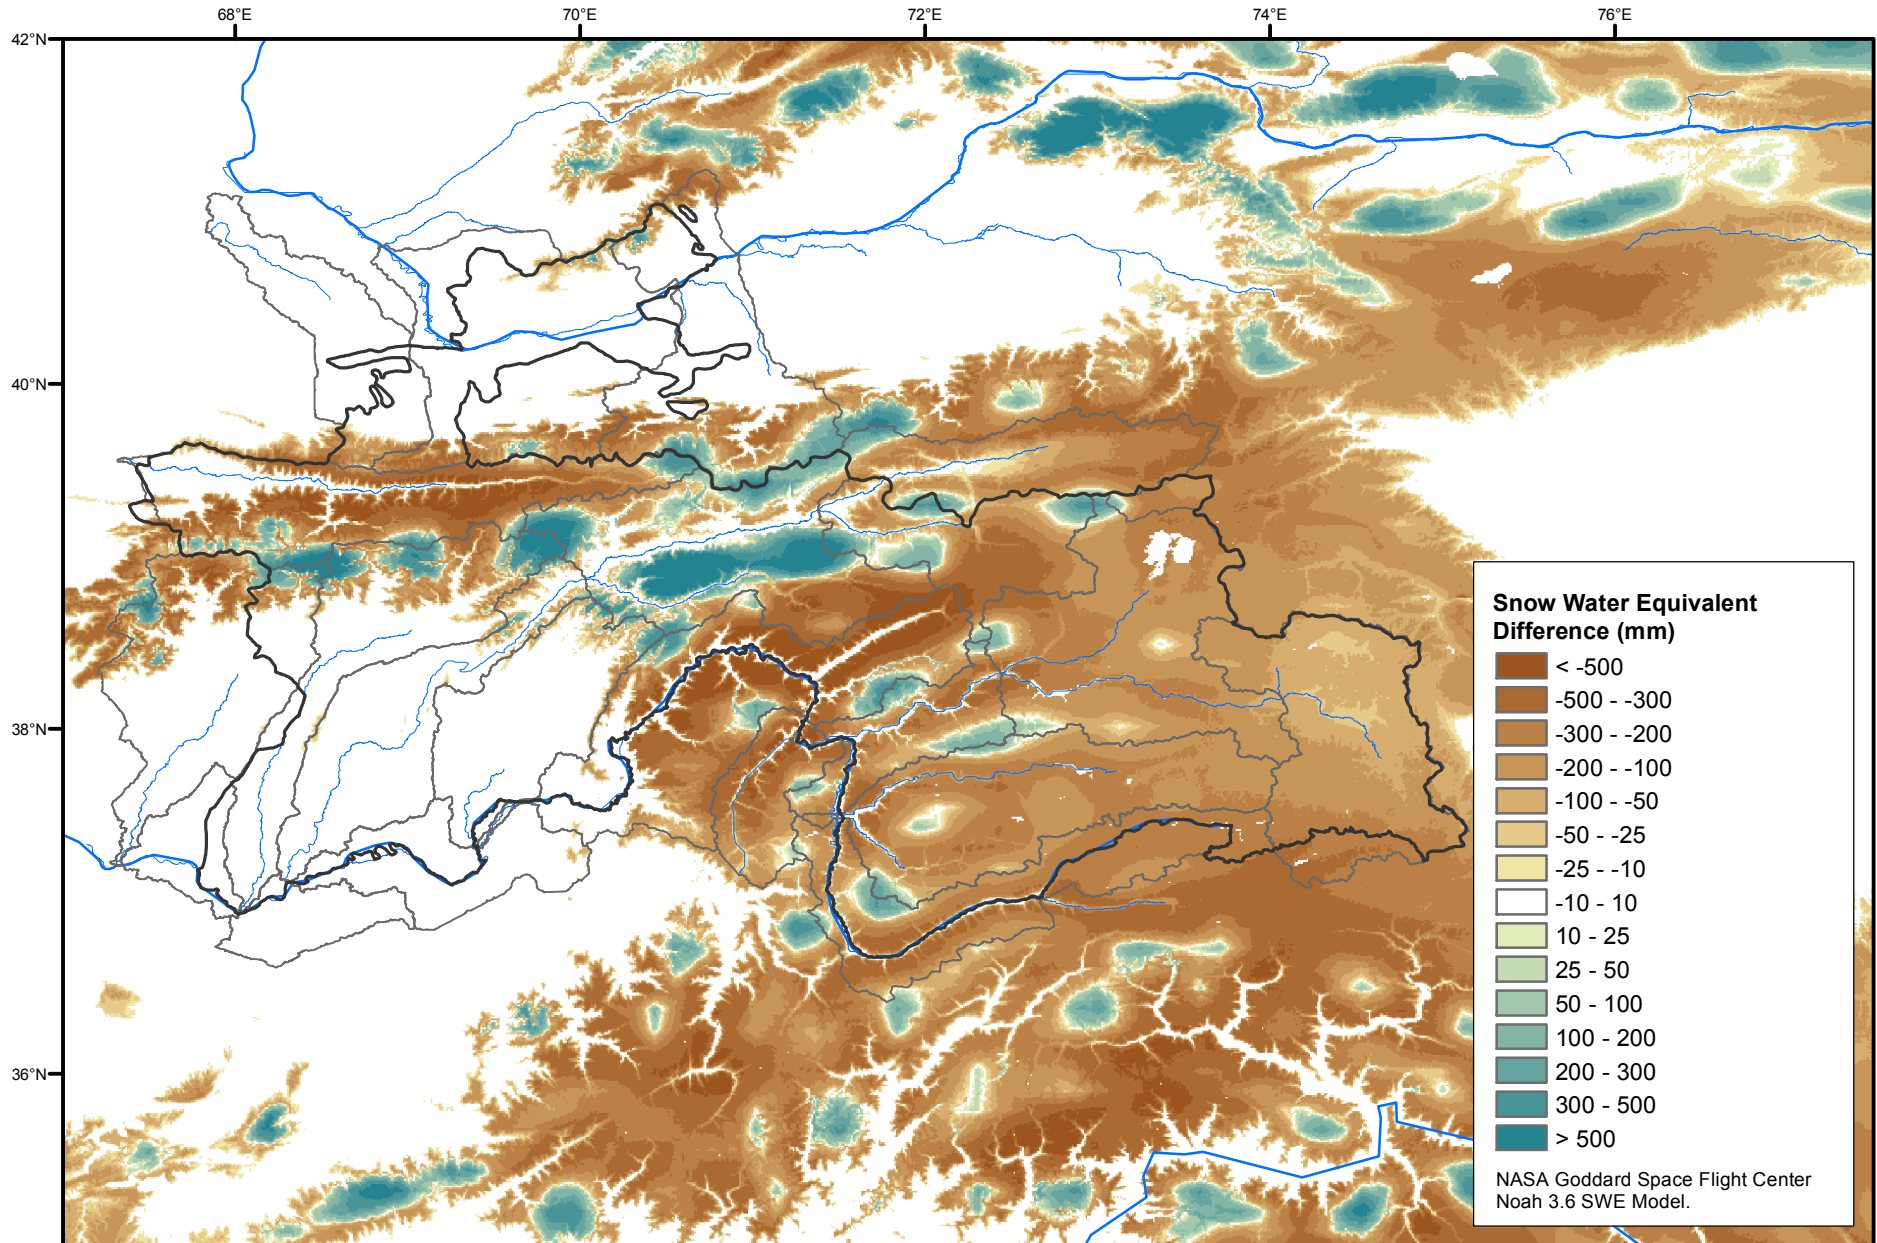 68°E
70°E
72°E
74°E
76°E
42°N
40°N
38°N
36°N
Snow Water Equivalent
Difference (mm)
< -500
-500 - -300
-300 - -200
-200 - -100
-100 - -50
-50 - -25
-25 - -10
-10 - 10
10 - 25
25 - 50
50 - 100
100 - 200
200 - 300
300 - 500
> 500
NASA Goddard Space Flight Center
Noah 3.6 SWE Model.